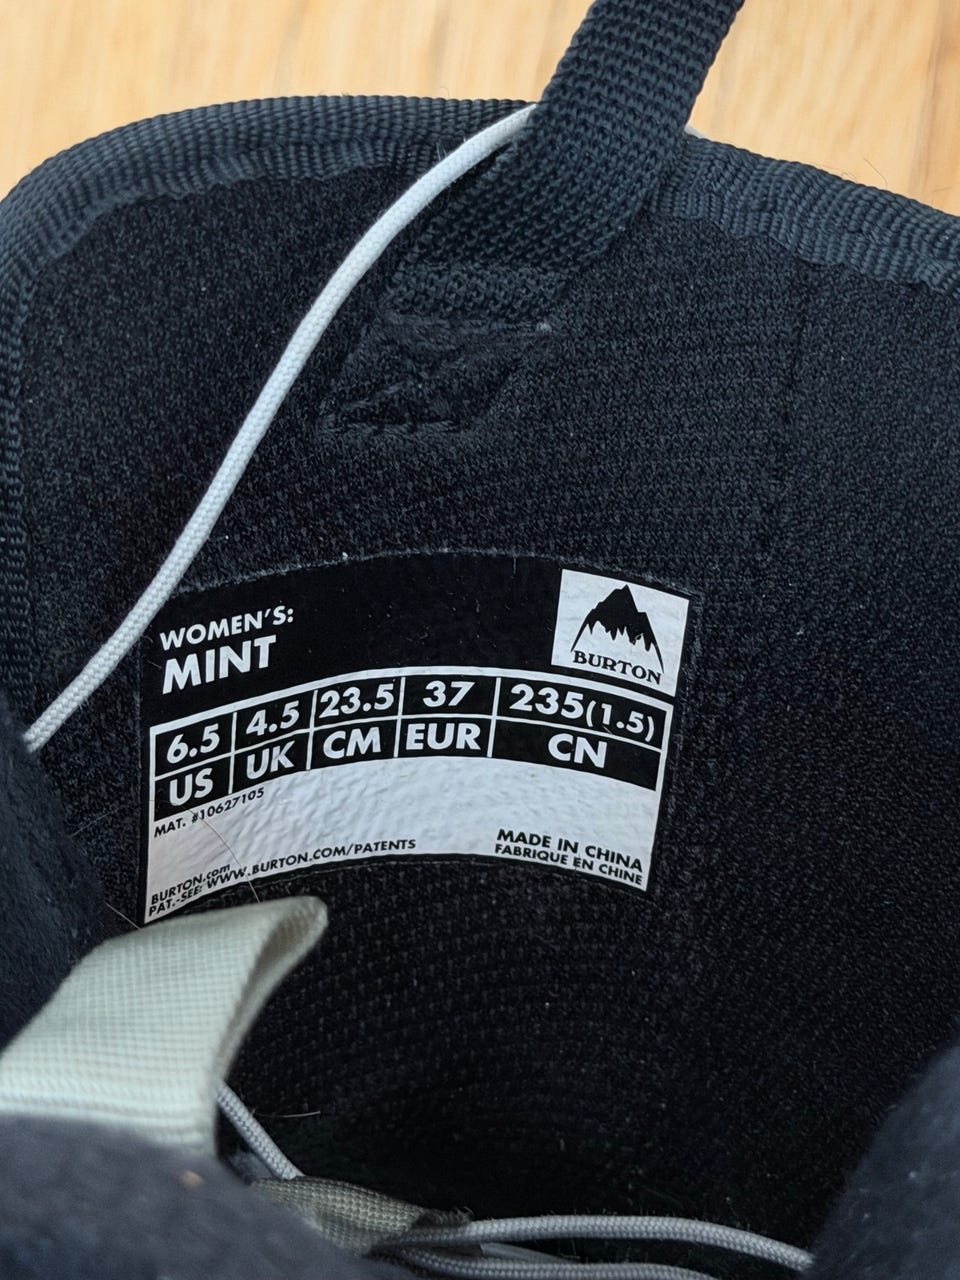 WOMEN'S:
MINT
BURTON
6.5 4.5 23.5 37 235(1.5)
US UK CM EUR CN
MAT. #10627105
BURTON.com
PAT.-SEE: WWW.BURTON.COM/PATENTS
MADE IN CHINA
FABRIQUE EN CHINE